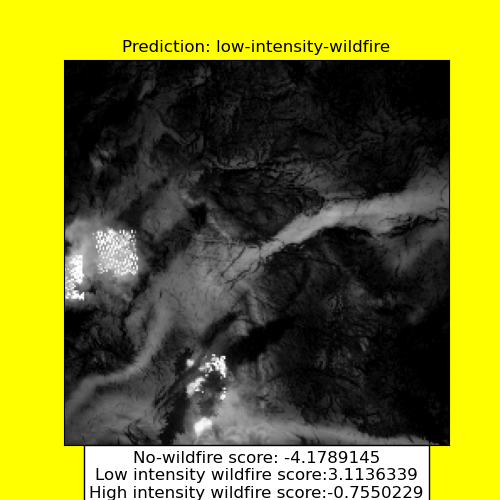 Prediction: low-intensity-wildfire
No-wildfire score: -4.1789145
Low intensity wildfire score:3.1136339
High intensity wildfire score:-0.7550229